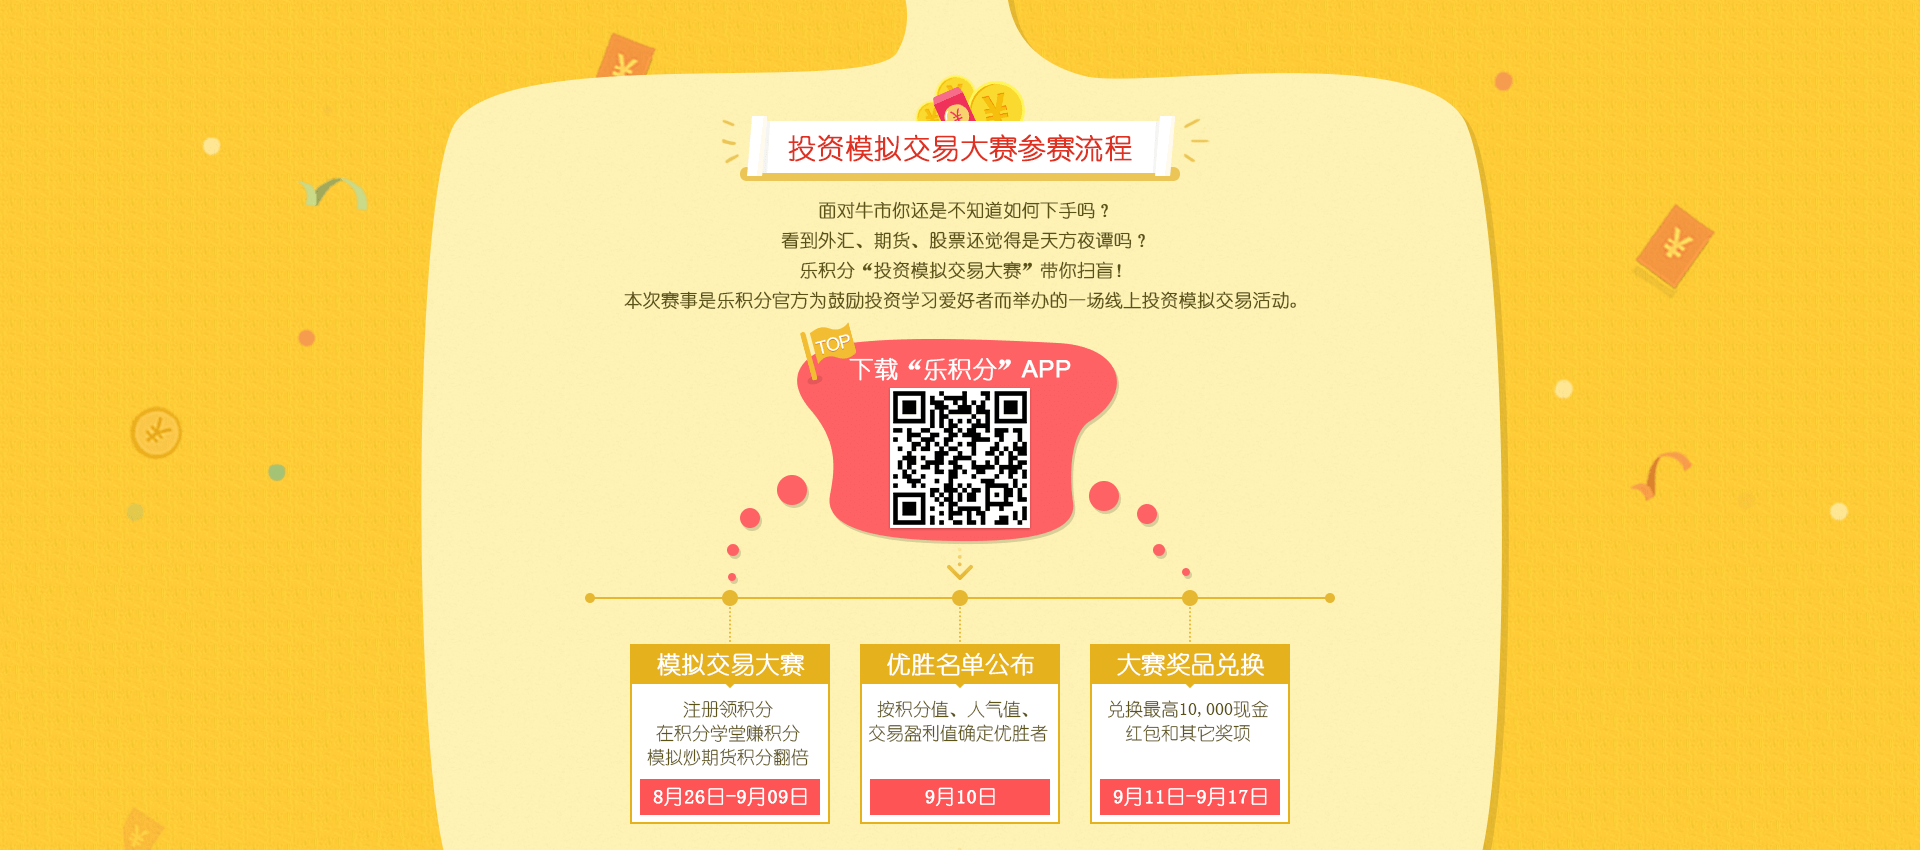 投资模拟交易大赛参赛流程
面对牛市你还是不知道如何下手吗？
看到外汇、期货、股票还觉得是天方夜谭吗？
乐积分“投资模拟交易大赛”带你扫盲！
本次赛事是乐积分官方为鼓励投资学习爱好者而举办的一场线上投资模拟交易活动。
TOP
下载“乐积分”APP
模拟交易大赛
注册领积分
在积分学堂赚积分
模拟炒期货积分翻倍
8月26日-9月09日
优胜名单公布
按积分值、人气值、
交易盈利值确定优胜者
9月10日
大赛奖品兑换
兑换最高10,000现金
红包和其它奖项
9月11日-9月17日